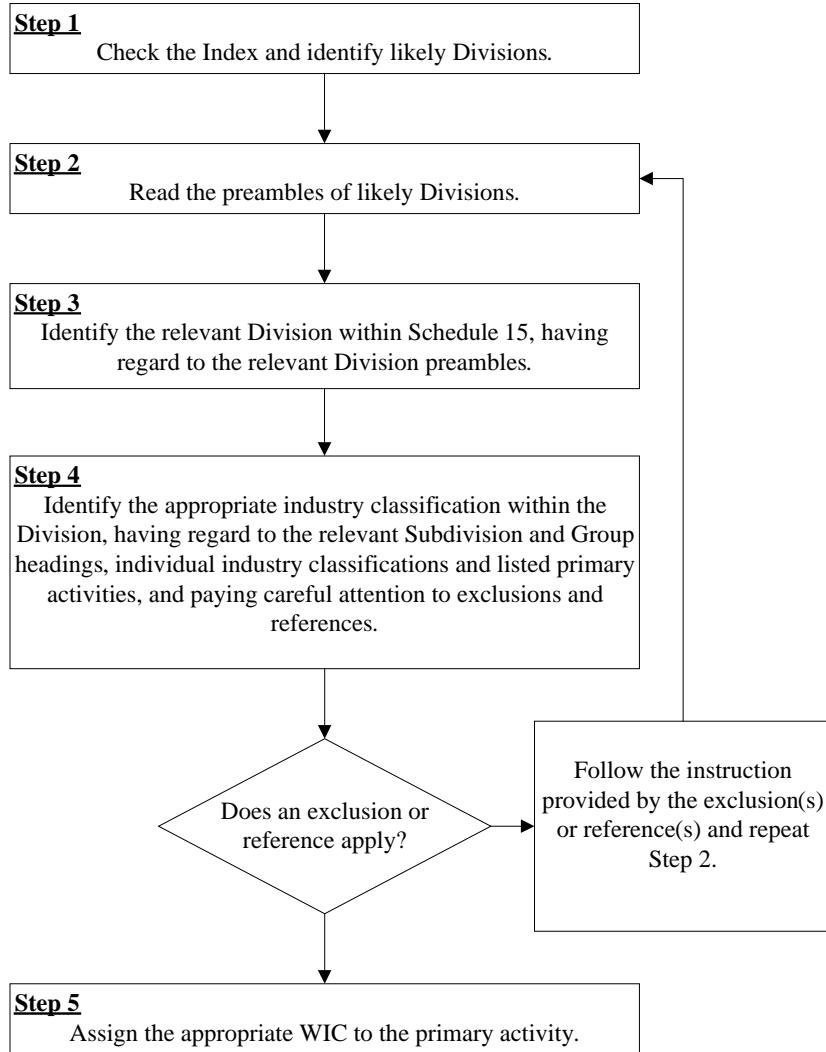 Step 1
Check the Index and identify likely Divisions.
Step 2
Read the preambles of likely Divisions.
Step 3
Identify the relevant Division within Schedule 15, having
regard to the relevant Division preambles.
Step 4
Identify the appropriate industry classification within the
Division, having regard to the relevant Subdivision and Group
headings, individual industry classifications and listed primary
activities, and paying careful attention to exclusions and
references.
Does an exclusion or
reference apply?
Follow the instruction
provided by the exclusion(s)
or reference(s) and repeat
Step 2.
Step 5
Assign the appropriate WIC to the primary activity.